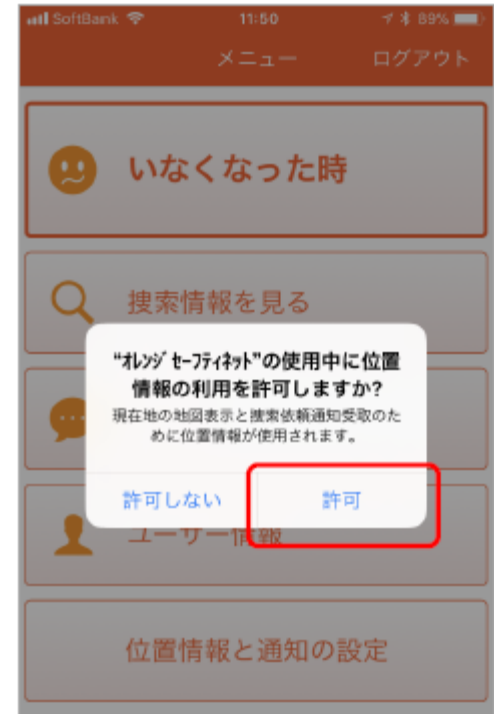 SoftBank 11:50 89%
メニュー ログアウト
いなくなった時
捜索情報を見る
“オレンジ セーフティネット”の使用中に位置
情報の利用を許可しますか?
現在地の地図表示と捜索依頼通知受取のた
めに位置情報が使用されます。
許可しない 許可
ユーザー情報
位置情報と通知の設定